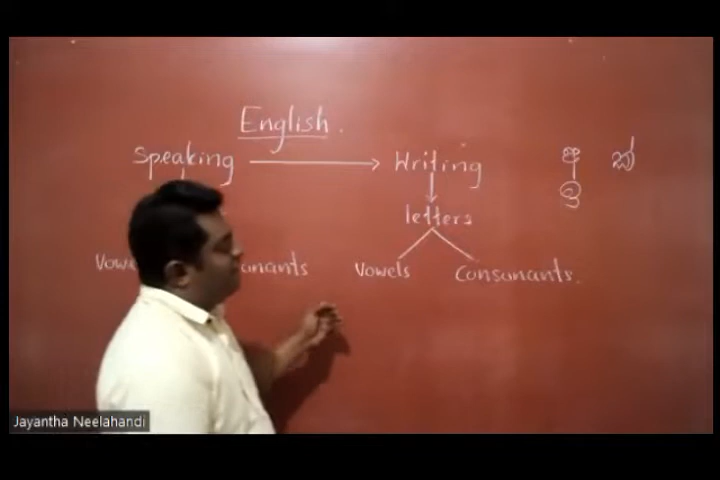 English.
Speaking → Writing අ ක්
letters ඉ
Vowels Consonants.
Jayantha Neelahandi